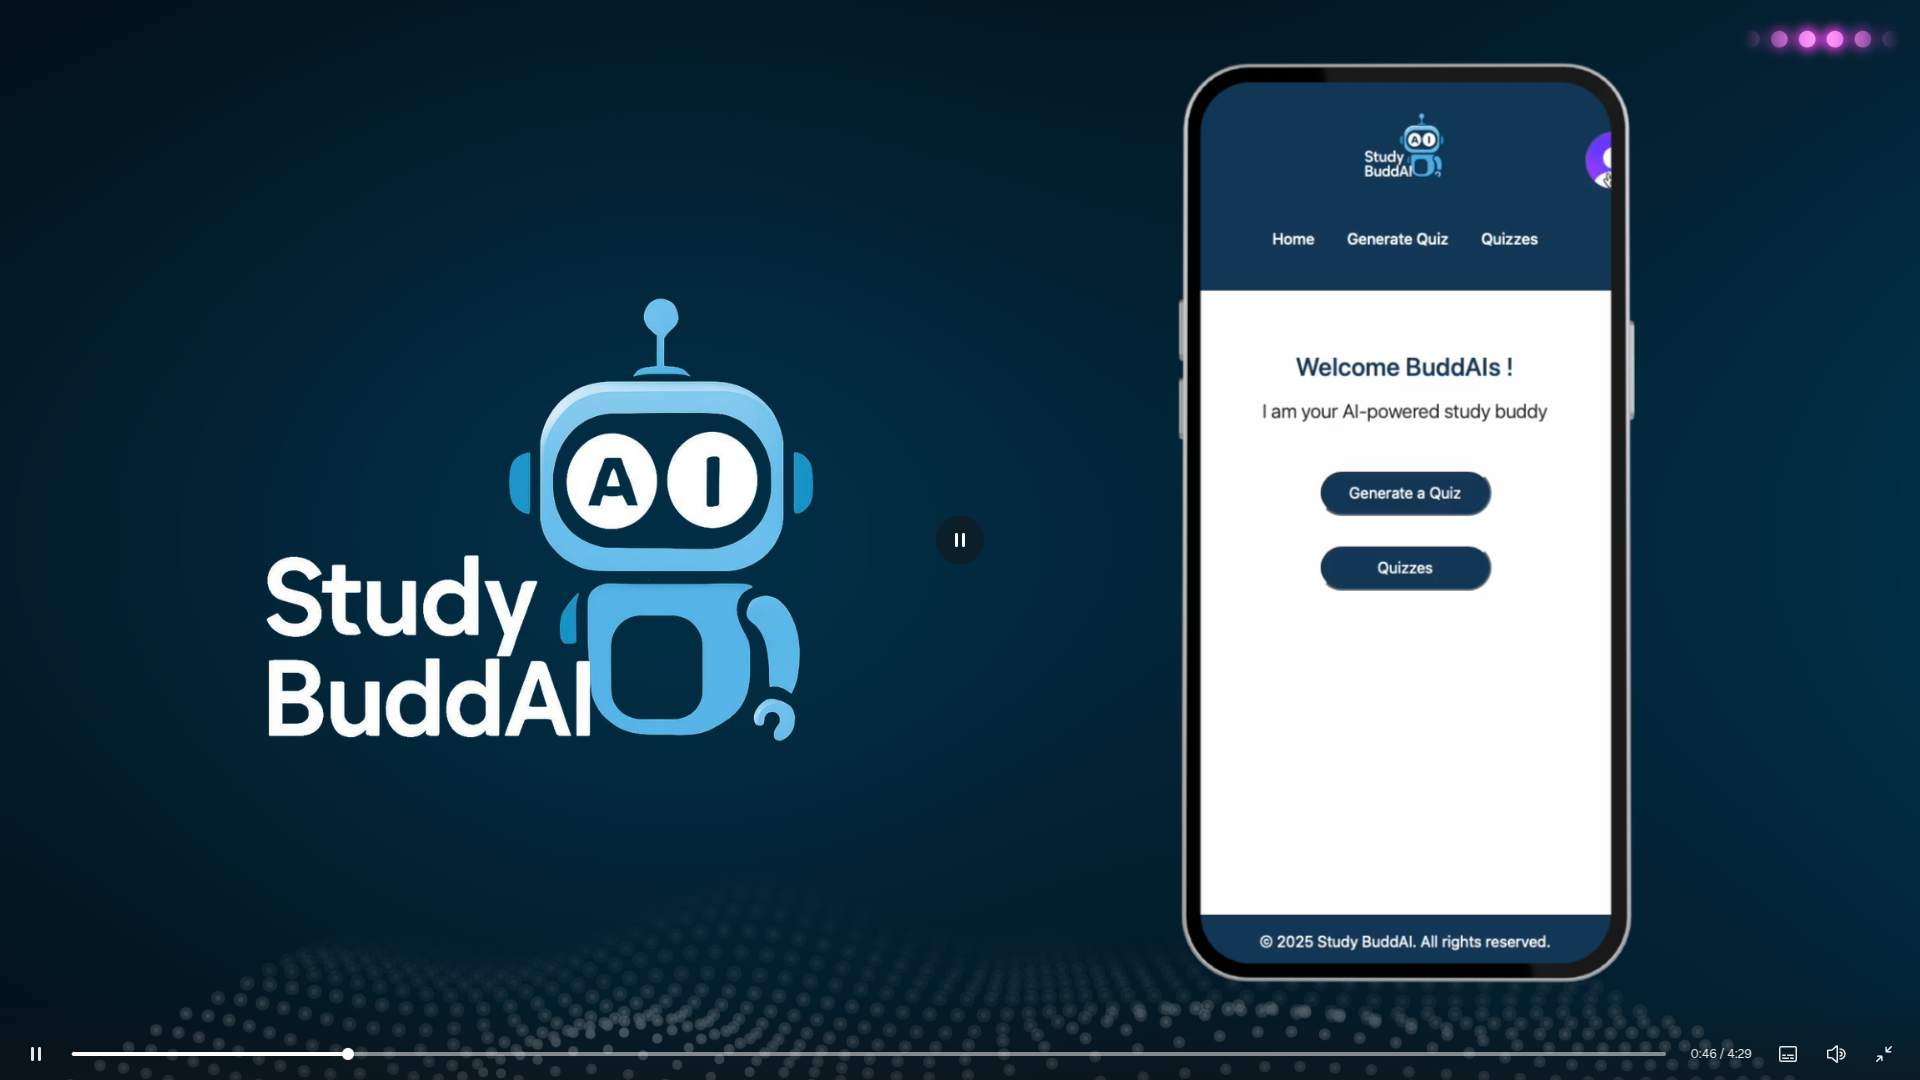 AI
Study
BuddAI
AI
Study
BuddAI
Home Generate Quiz Quizzes
Welcome BuddAIs !
I am your AI-powered study buddy
Generate a Quiz
Quizzes
© 2025 Study BuddAI. All rights reserved.
0:46 / 4:29